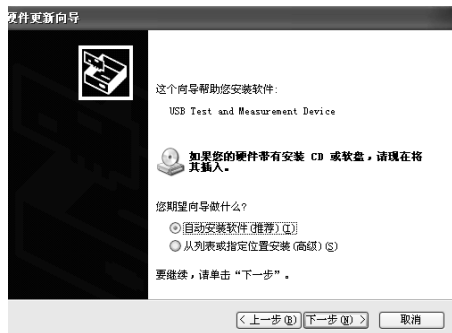 硬件更新向导
这个向导帮助您安装软件:
USB Test and Measurement Device
如果您的硬件带有安装 CD 或软盘，请现在将
其插入。
您期望向导做什么?
自动安装软件(推荐)(I)
从列表或指定位置安装(高级)(S)
要继续，请单击“下一步”。
< 上一步(B)
下一步(N) >
取消